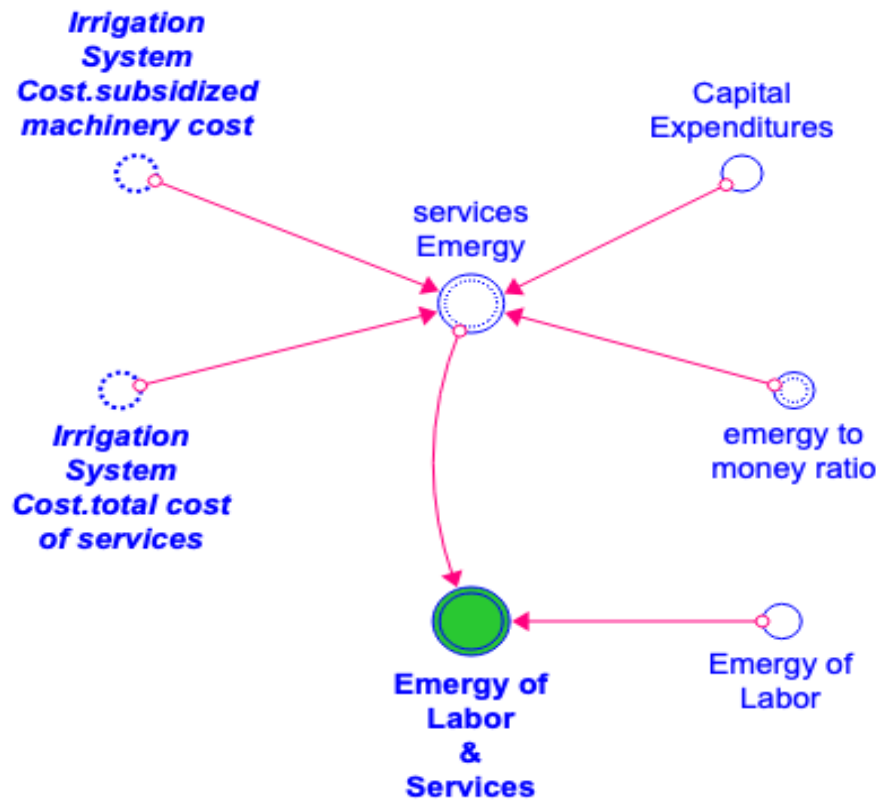 Irrigation
System
Cost.subsidized
machinery cost
Capital
Expenditures
services
Emergy
Irrigation
System
Cost.total cost
of services
emergy to
money ratio
Emergy of
Labor
&
Services
Emergy of
Labor